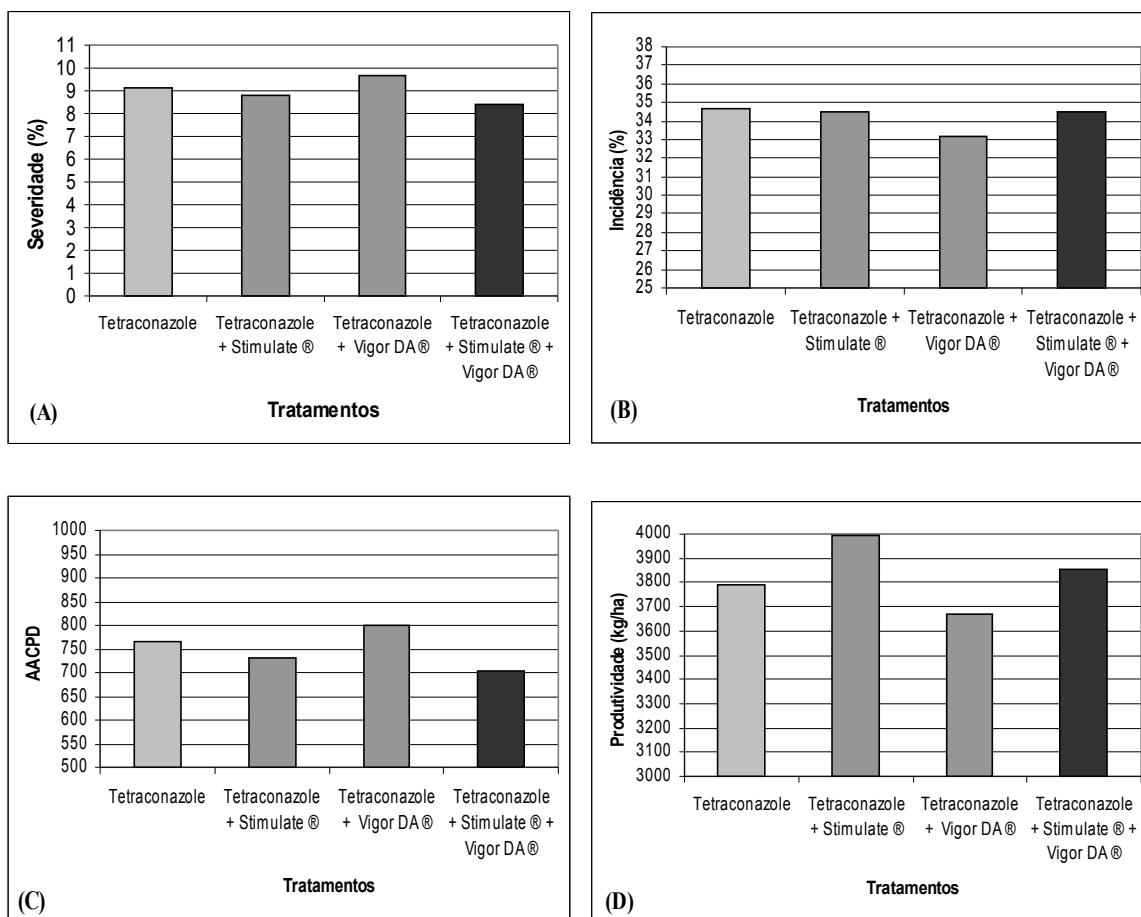 Severidade (%)
11
10
9
8
7
6
5
4
3
2
1
0
Tetraconazole
Tetraconazole
+ Stimulate ®
Tetraconazole
+ Vigor DA®
Tetraconazole
+ Stimulate ® +
Vigor DA®
Tratamentos
(A)
Incidência (%)
38
37
36
35
34
33
32
31
30
29
28
27
26
25
Tetraconazole
Tetraconazole +
Stimulate ®
Tetraconazole +
Vigor DA®
Tetraconazole +
Stimulate ® +
Vigor DA®
Tratamentos
(B)
AACPD
1000
950
900
850
800
750
700
650
600
550
500
Tetraconazole
Tetraconazole
+ Stimulate ®
Tetraconazole
+ Vigor DA®
Tetraconazole
+ Stimulate ® +
Vigor DA®
Tratamentos
(C)
Produtividade (kg/ha)
4000
3900
3800
3700
3600
3500
3400
3300
3200
3100
3000
Tetraconazole
Tetraconazole
+ Stimulate ®
Tetraconazole
+ Vigor DA®
Tetraconazole
+ Stimulate ® +
Vigor DA®
Tratamentos
(D)